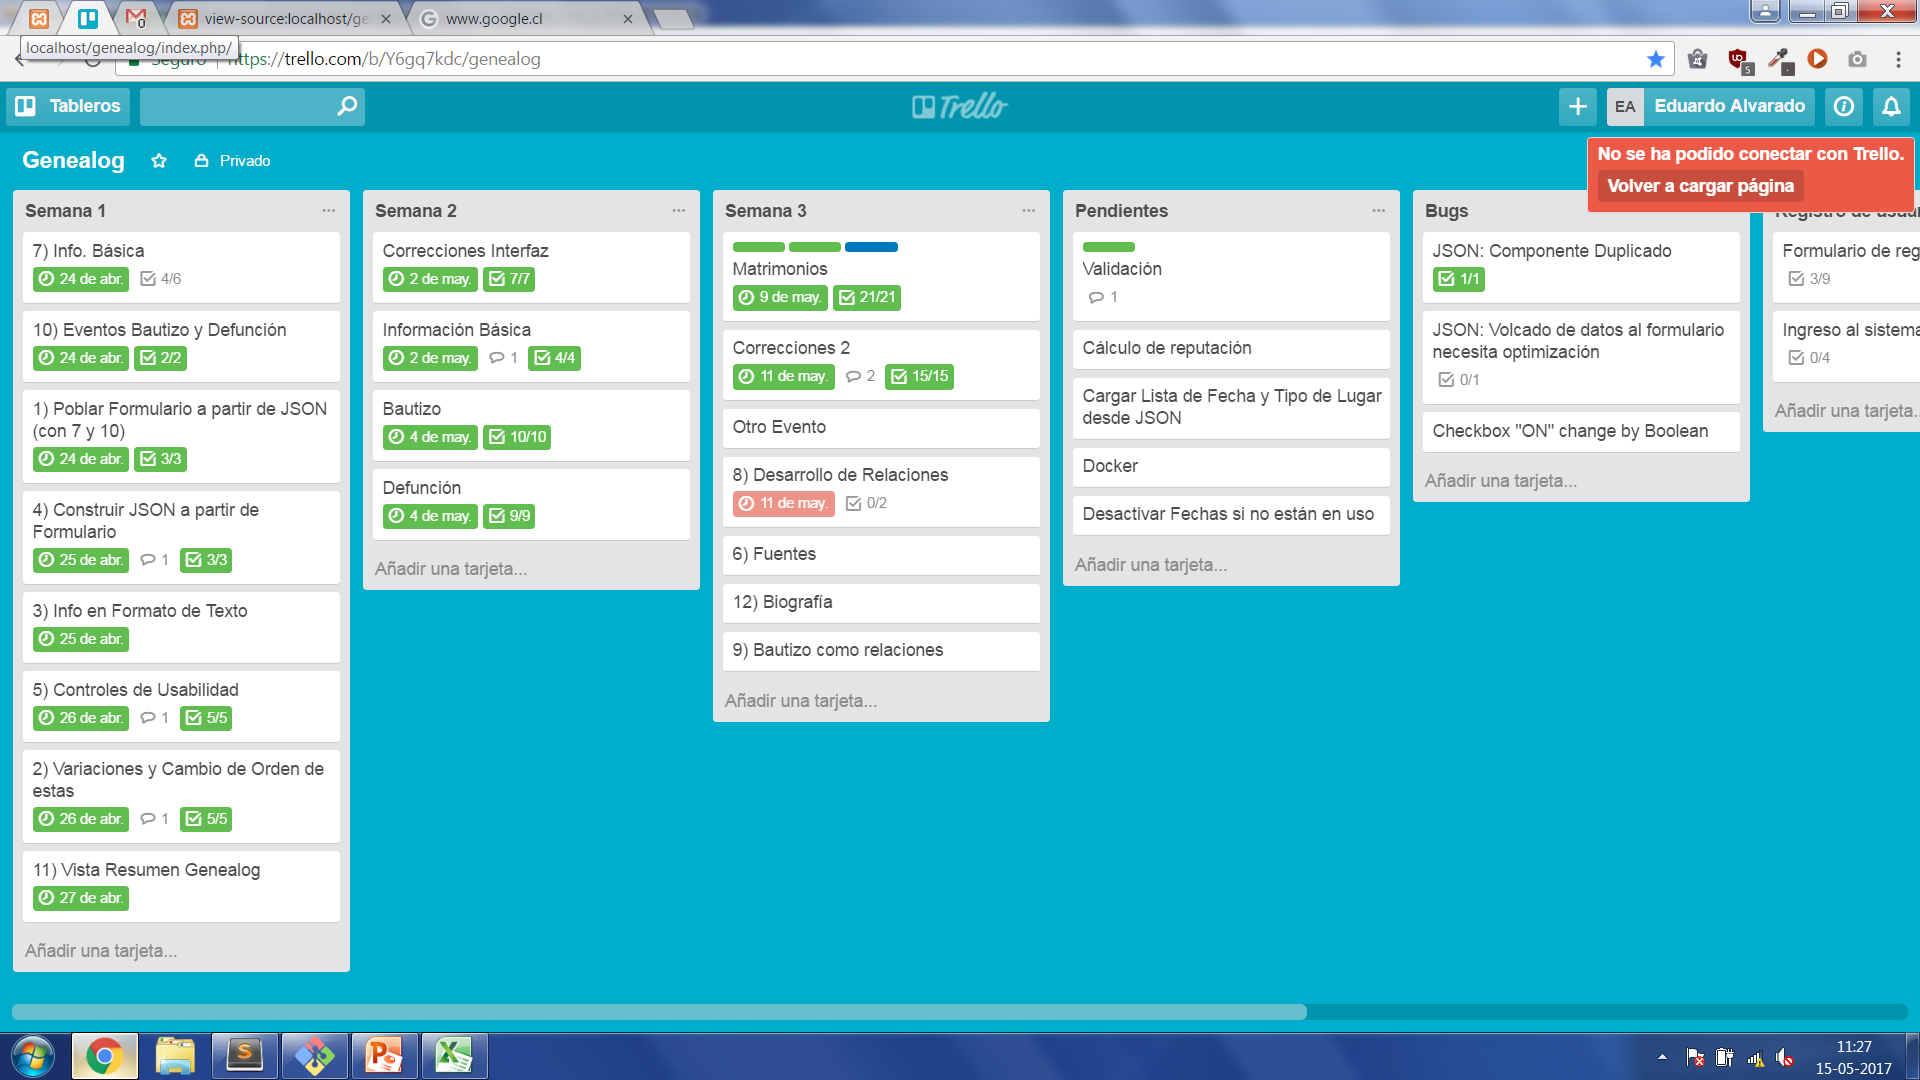 view-source:localhost/ge
www.google.cl
localhost/genealog/index.php/
Seguro
https://trello.com/b/Y6gq7kdc/genealog
5
Tableros
Trello
EA
Eduardo Alvarado
Genealog
Privado
No se ha podido conectar con Trello.
Volver a cargar página
Semana 1
7) Info. Básica
24 de abr. 4/6
10) Eventos Bautizo y Defunción
24 de abr. 2/2
1) Poblar Formulario a partir de JSON
(con 7 y 10)
24 de abr. 3/3
4) Construir JSON a partir de
Formulario
25 de abr. 1 3/3
3) Info en Formato de Texto
25 de abr.
5) Controles de Usabilidad
26 de abr. 1 5/5
2) Variaciones y Cambio de Orden de
estas
26 de abr. 1 5/5
11) Vista Resumen Genealog
27 de abr.
Añadir una tarjeta...
Semana 2
Correcciones Interfaz
2 de may. 7/7
Información Básica
2 de may. 1 4/4
Bautizo
4 de may. 10/10
Defunción
4 de may. 9/9
Añadir una tarjeta...
Semana 3
Matrimonios
9 de may. 21/21
Correcciones 2
11 de may. 2 15/15
Otro Evento
8) Desarrollo de Relaciones
11 de may. 0/2
6) Fuentes
12) Biografía
9) Bautizo como relaciones
Añadir una tarjeta...
Pendientes
Validación
1
Cálculo de reputación
Cargar Lista de Fecha y Tipo de Lugar
desde JSON
Docker
Desactivar Fechas si no están en uso
Añadir una tarjeta...
Bugs
JSON: Componente Duplicado
1/1
JSON: Volcado de datos al formulario
necesita optimización
0/1
Checkbox "ON" change by Boolean
Añadir una tarjeta...
Registro de usua
Formulario de reg
3/9
Ingreso al sistema
0/4
Añadir una tarjeta..
11:27
15-05-2017